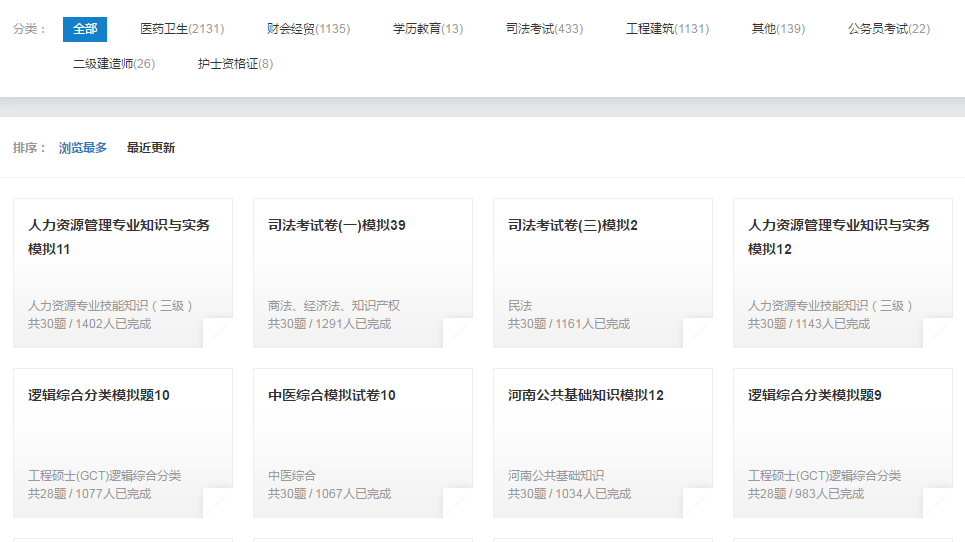 分类： 全部 医药卫生(2131) 财会经贸(1135) 学历教育(13) 司法考试(433) 工程建筑(1131) 其他(139) 公务员考试(22)
二级建造师(26) 护士资格证(8)
排序： 浏览最多 最近更新
人力资源管理专业知识与实务
模拟11
人力资源专业技能知识（三级）
共30题 / 1402人已完成
司法考试卷(一)模拟39
商法、经济法、知识产权
共30题 / 1291人已完成
司法考试卷(三)模拟2
民法
共30题 / 1161人已完成
人力资源管理专业知识与实务
模拟12
人力资源专业技能知识（三级）
共30题 / 1143人已完成
逻辑综合分类模拟题10
工程硕士(GCT)逻辑综合分类
共28题 / 1077人已完成
中医综合模拟试卷10
中医综合
共30题 / 1067人已完成
河南公共基础知识模拟12
河南公共基础知识
共30题 / 1034人已完成
逻辑综合分类模拟题9
工程硕士(GCT)逻辑综合分类
共28题 / 983人已完成